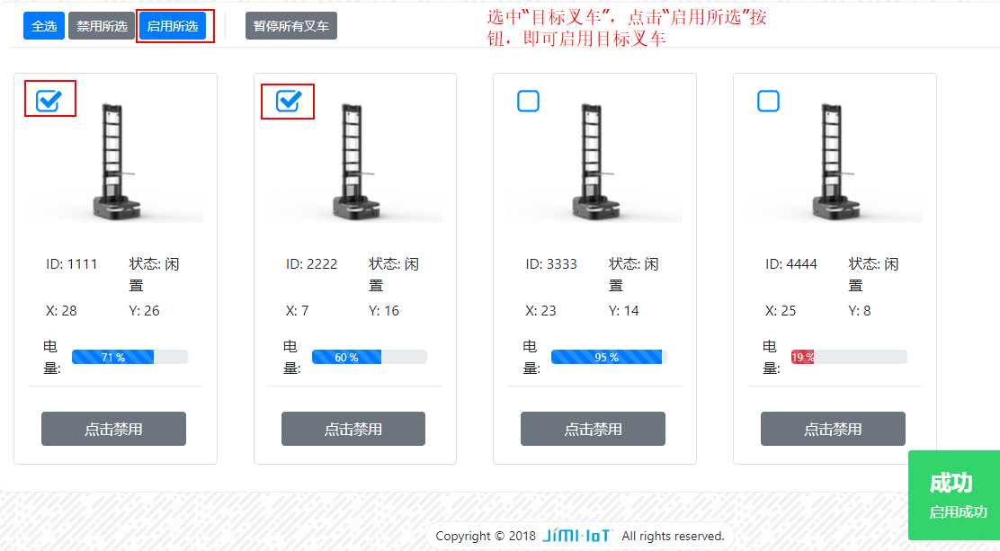 全选 禁用所选 启用所选 暂停所有叉车
选中“目标叉车”，点击“启用所选”按
钮，即可启用目标叉车
ID: 1111 状态: 闲
置
X: 28 Y: 26
电
量: 71 %
点击禁用
ID: 2222 状态: 闲
置
X: 7 Y: 16
电
量: 60 %
点击禁用
ID: 3333 状态: 闲
置
X: 23 Y: 14
电
量: 95 %
点击禁用
ID: 4444 状态: 闲
置
X: 25 Y: 8
电
量: 19 %
点击禁用
成功
启用成功
Copyright © 2018 JiMI·IoT All rights reserved.